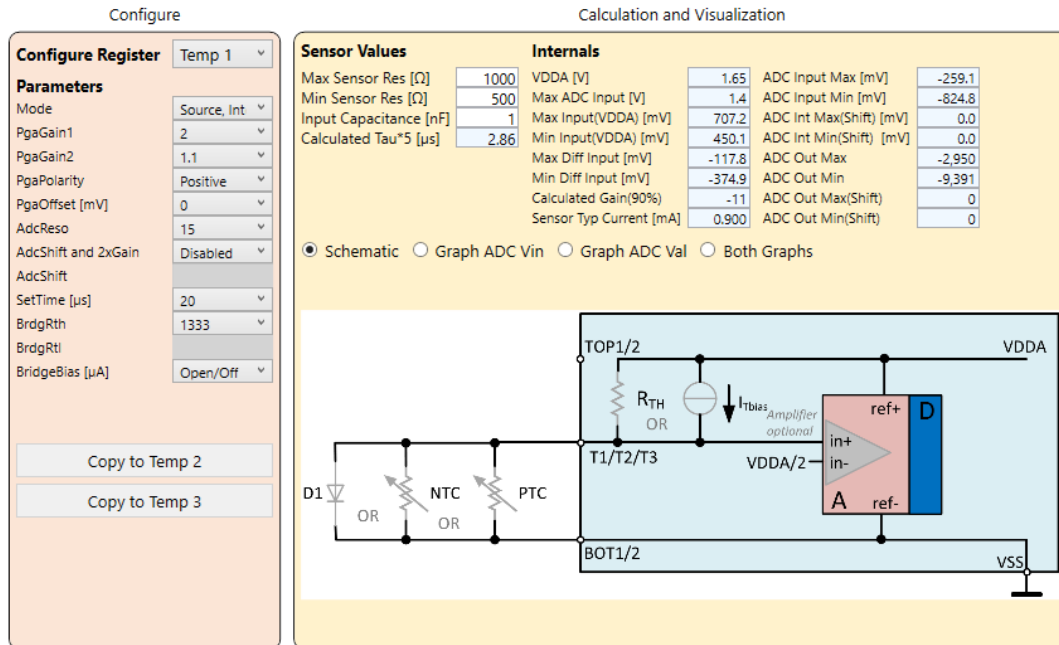 Configure
Calculation and Visualization
Configure Register Temp 1
Parameters
Mode Source, Int
PgaGain1 2
PgaGain2 1.1
PgaPolarity Positive
PgaOffset [mV] 0
AdcReso 15
AdcShift and 2xGain Disabled
AdcShift
SetTime [µs] 20
BrdgRth 1333
BrdgRtl
BridgeBias [µA] Open/Off
Copy to Temp 2
Copy to Temp 3
Sensor Values
Max Sensor Res [Ω] 1000
Min Sensor Res [Ω] 500
Input Capacitance [nF] 1
Calculated Tau*5 [µs] 2.86
Internals
VDDA [V] 1.65
Max ADC Input [V] 1.4
Max Input(VDDA) [mV] 707.2
Min Input(VDDA) [mV] 450.1
Max Diff Input [mV] -117.8
Min Diff Input [mV] -374.9
Calculated Gain(90%) -11
Sensor Typ Current [mA] 0.900
ADC Input Max [mV] -259.1
ADC Input Min [mV] -824.8
ADC Int Max(Shift) [mV] 0.0
ADC Int Min(Shift) [mV] 0.0
ADC Out Max -2,950
ADC Out Min -9,391
ADC Out Max(Shift) 0
ADC Out Min(Shift) 0
Schematic Graph ADC Vin Graph ADC Val Both Graphs
TOP1/2
VDDA
RTH
OR
ITbias
Amplifier
optional
ref+
D
T1/T2/T3
in+
VDDA/2
in-
A
ref-
D1
OR
NTC
OR
PTC
BOT1/2
VSS